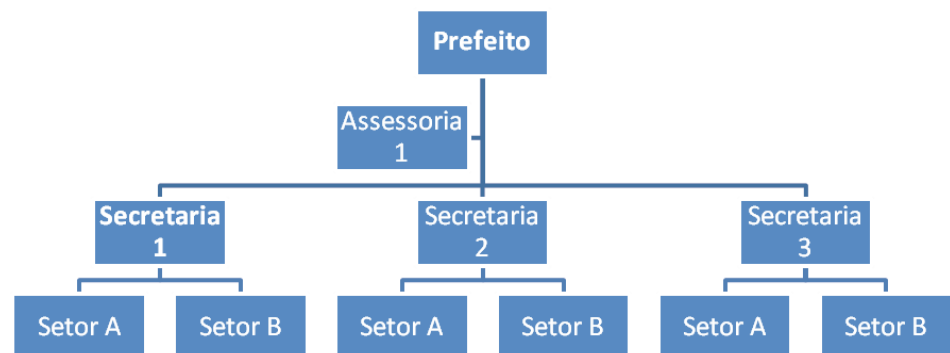 Prefeito
Assessoria
1
Secretaria
1
Secretaria
2
Secretaria
3
Setor A
Setor B
Setor A
Setor B
Setor A
Setor B